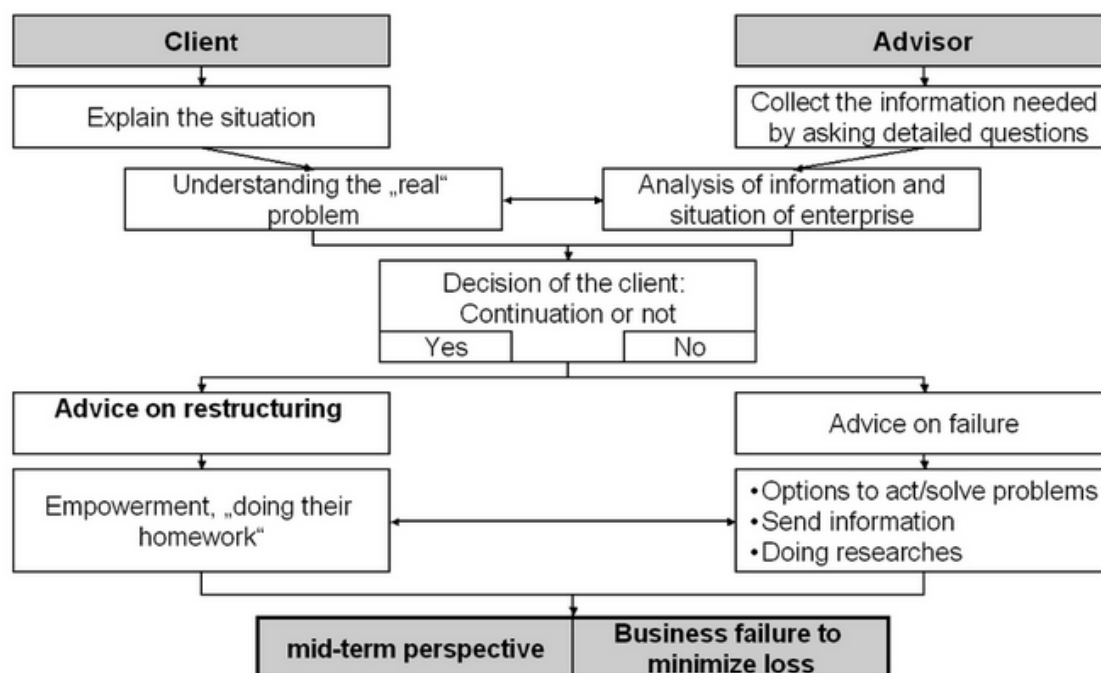 Client
Advisor
Explain the situation
Collect the information needed
by asking detailed questions
Understanding the „real“
problem
Analysis of information and
situation of enterprise
Decision of the client:
Continuation or not
Yes
No
Advice on restructuring
Advice on failure
Empowerment, „doing their
homework“
•Options to act/solve problems
•Send information
•Doing researches
mid-term perspective
Business failure to
minimize loss